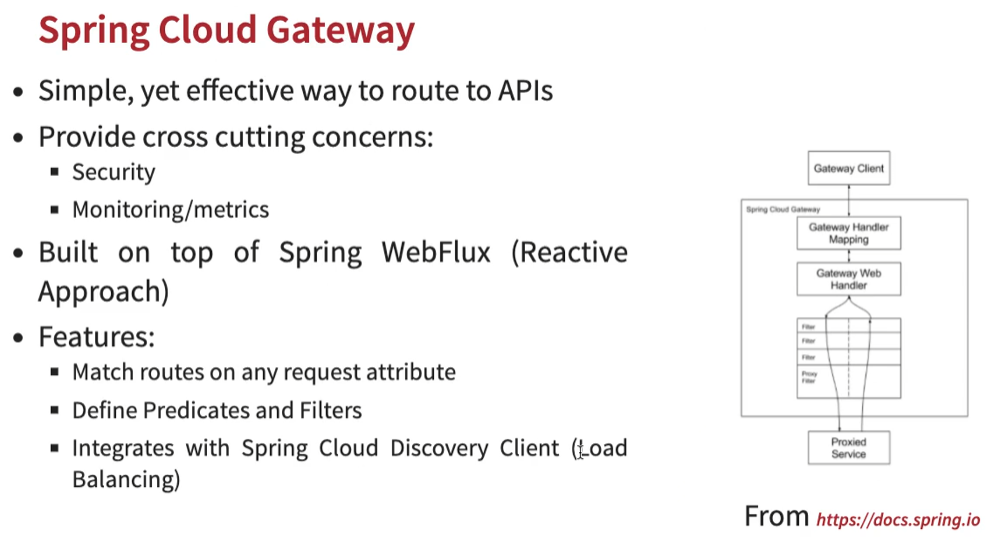 Spring Cloud Gateway
• Simple, yet effective way to route to APIs
• Provide cross cutting concerns:
▪ Security
▪ Monitoring/metrics
• Built on top of Spring WebFlux (Reactive
Approach)
• Features:
▪ Match routes on any request attribute
▪ Define Predicates and Filters
▪ Integrates with Spring Cloud Discovery Client (Load
Balancing)
Gateway Client
Spring Cloud Gateway
Gateway Handler
Mapping
Gateway Web
Handler
Filter
Filter
Filter
Proxy
Filter
Proxied
Service
From https://docs.spring.io